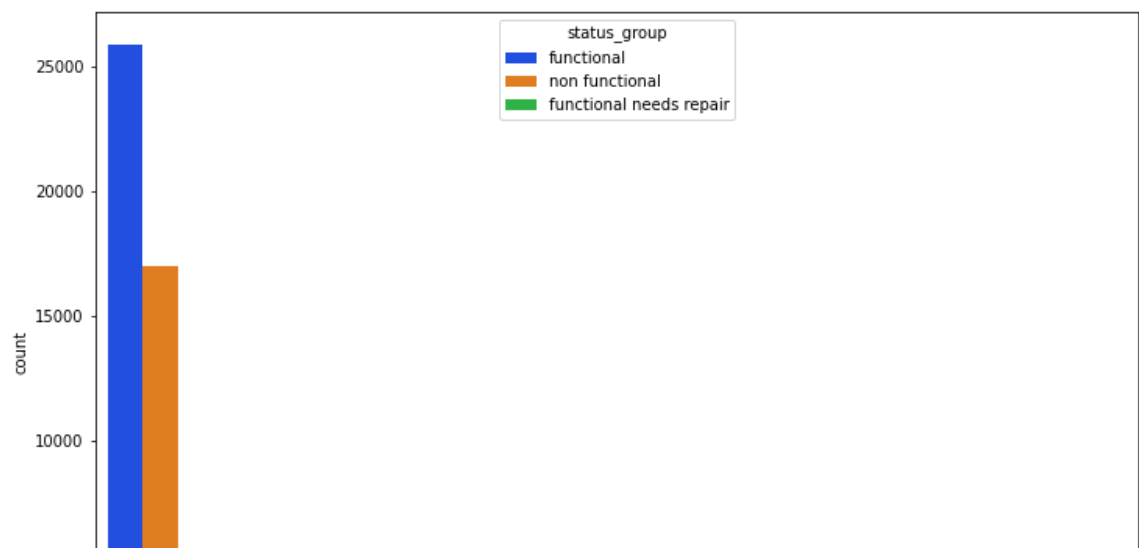 status_group
functional
non functional
functional needs repair
25000
20000
15000
10000
count